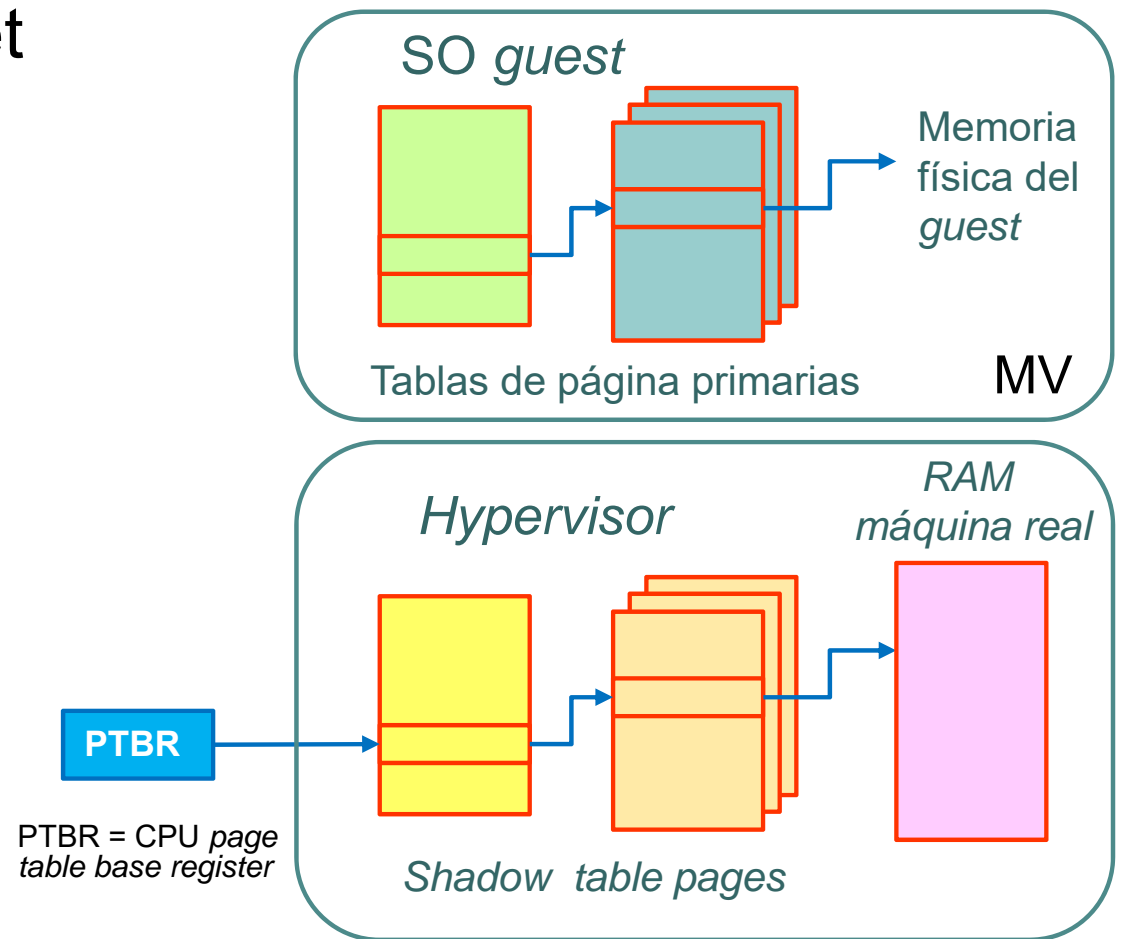 SO guest
Memoria
física del
guest
Tablas de página primarias
MV
RAM
máquina real
Hypervisor
PTBR
PTBR = CPU page
table base register
Shadow table pages